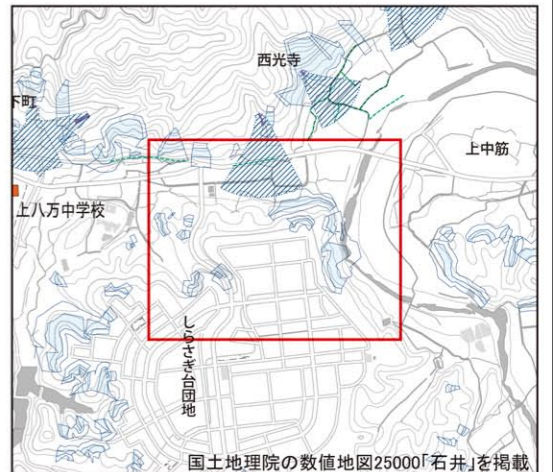 西光寺
下町
上中筋
上八万中学校
しらさぎ台団地
国土地理院の数値地図25000「石井」を掲載